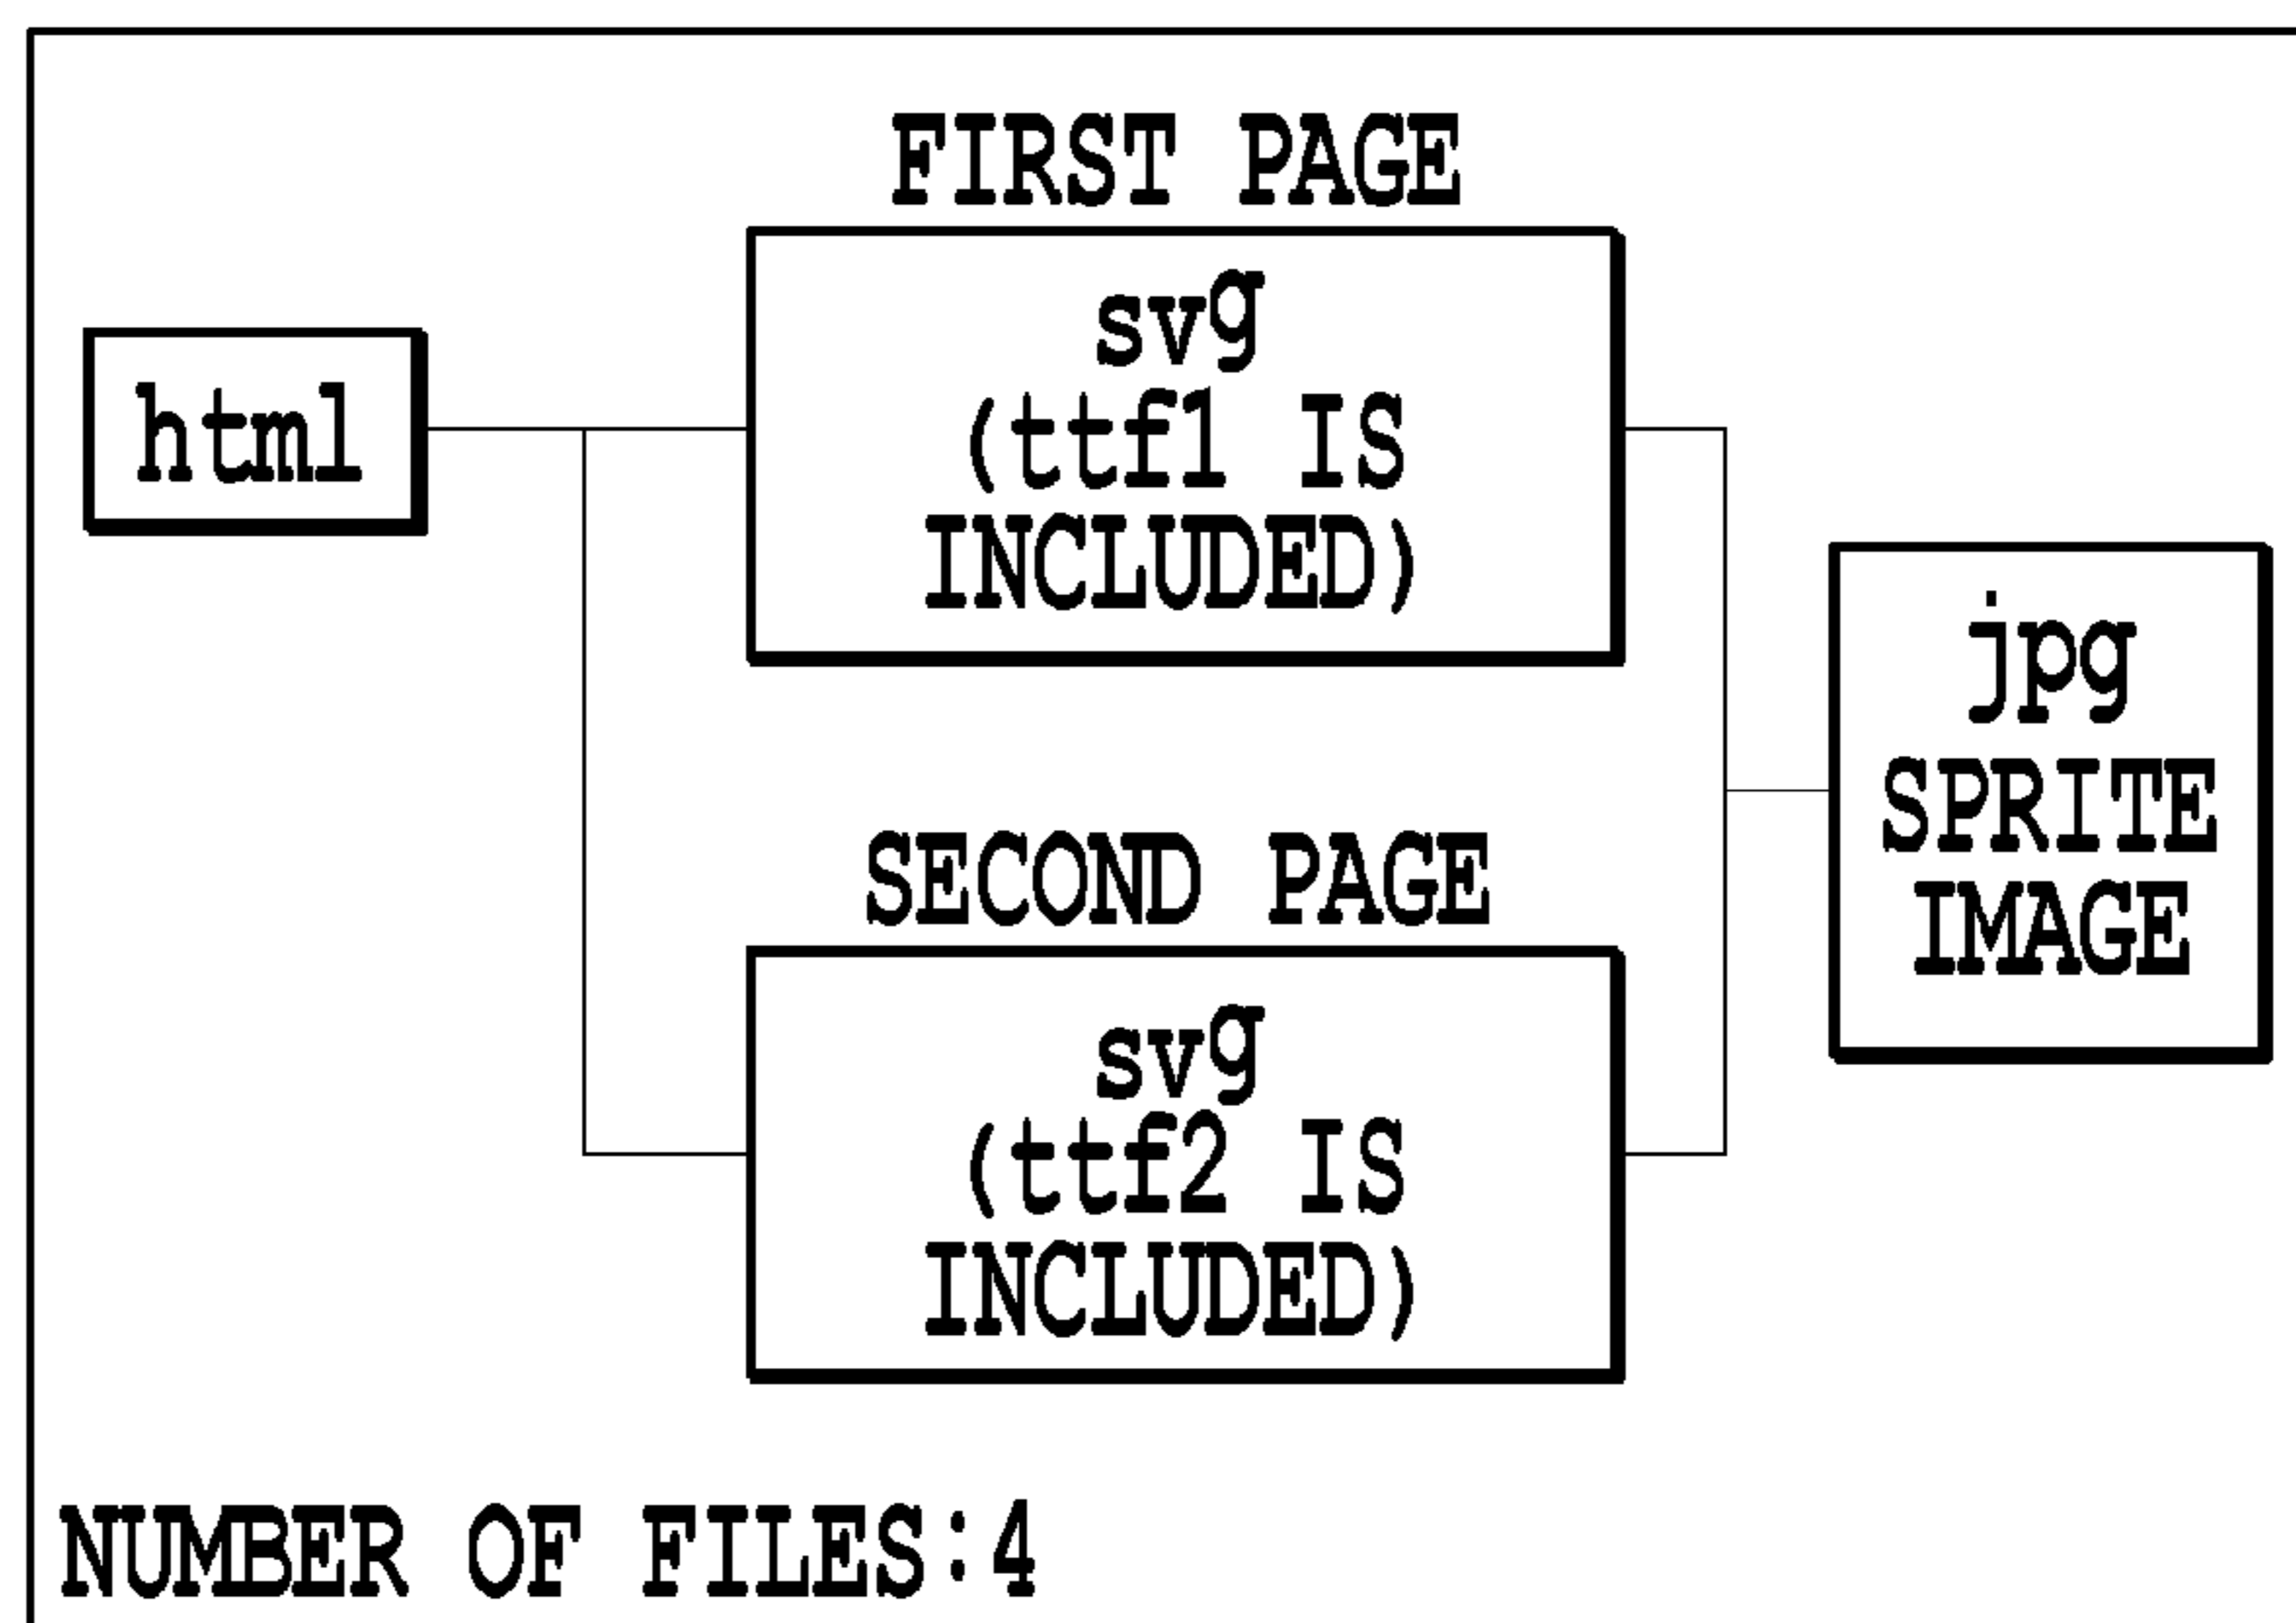 FIRST PAGE
html
svg
(ttf1 IS
INCLUDED)
jpg
SPRITE
IMAGE
SECOND PAGE
svg
(ttf2 IS
INCLUDED)
NUMBER OF FILES:4